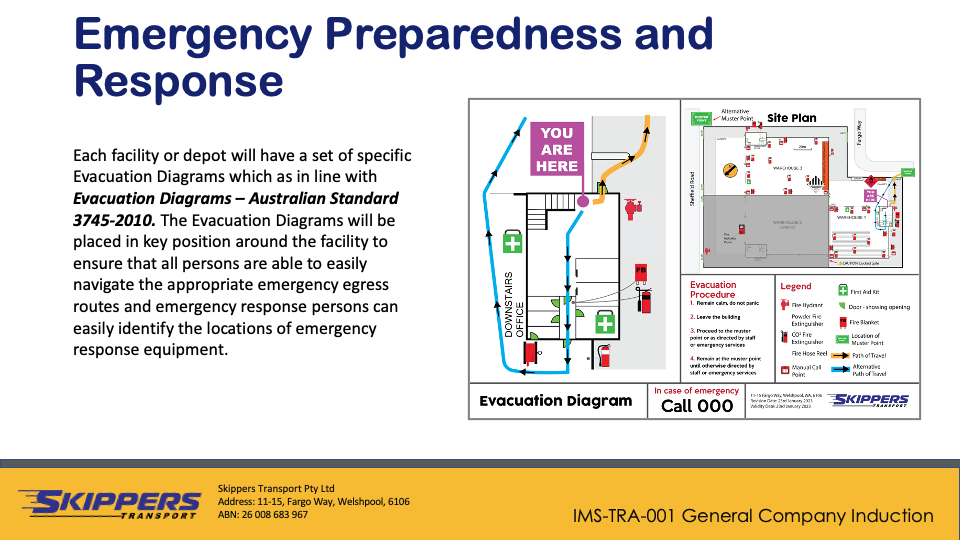 Emergency Preparedness and
Response
Each facility or depot will have a set of specific
Evacuation Diagrams which as in line with
Evacuation Diagrams – Australian Standard
3745-2010. The Evacuation Diagrams will be
placed in key position around the facility to
ensure that all persons are able to easily
navigate the appropriate emergency egress
routes and emergency response persons can
easily identify the locations of emergency
response equipment.
YOU
ARE
HERE
DOWNSTAIRS
OFFICE
FB
Alternative
Muster Point
Site Plan
Fargo Way
Sheffield Road
WAREHOUSE 3
WAREHOUSE 2
WAREHOUSE 1
CAUTION Locked gate
Evacuation
Procedure
1. Remain calm, do not panic
2. Leave the building
3. Proceed to the muster
point or as directed by staff
or emergency services
4. Remain at the muster point
until otherwise directed by
staff or emergency services
Legend
Fire Hydrant
Powder Fire
Extinguisher
CO² Fire
Extinguisher
Fire Hose Reel
Manual Call
Point
First Aid Kit
Door - showing opening
Fire Blanket
Location of
Muster Point
Path of Travel
Alternative
Path of Travel
Evacuation Diagram
In case of emergency
Call 000
11-15 Fargo Way, Welshpool, WA, 6106
Revision Date: 23rd January 2023
SKIPPERS
TRANSPORT
SKIPPERS
TRANSPORT
Skippers Transport Pty Ltd
Address: 11-15, Fargo Way, Welshpool, 6106
ABN: 26 008 683 967
IMS-TRA-001 General Company Induction